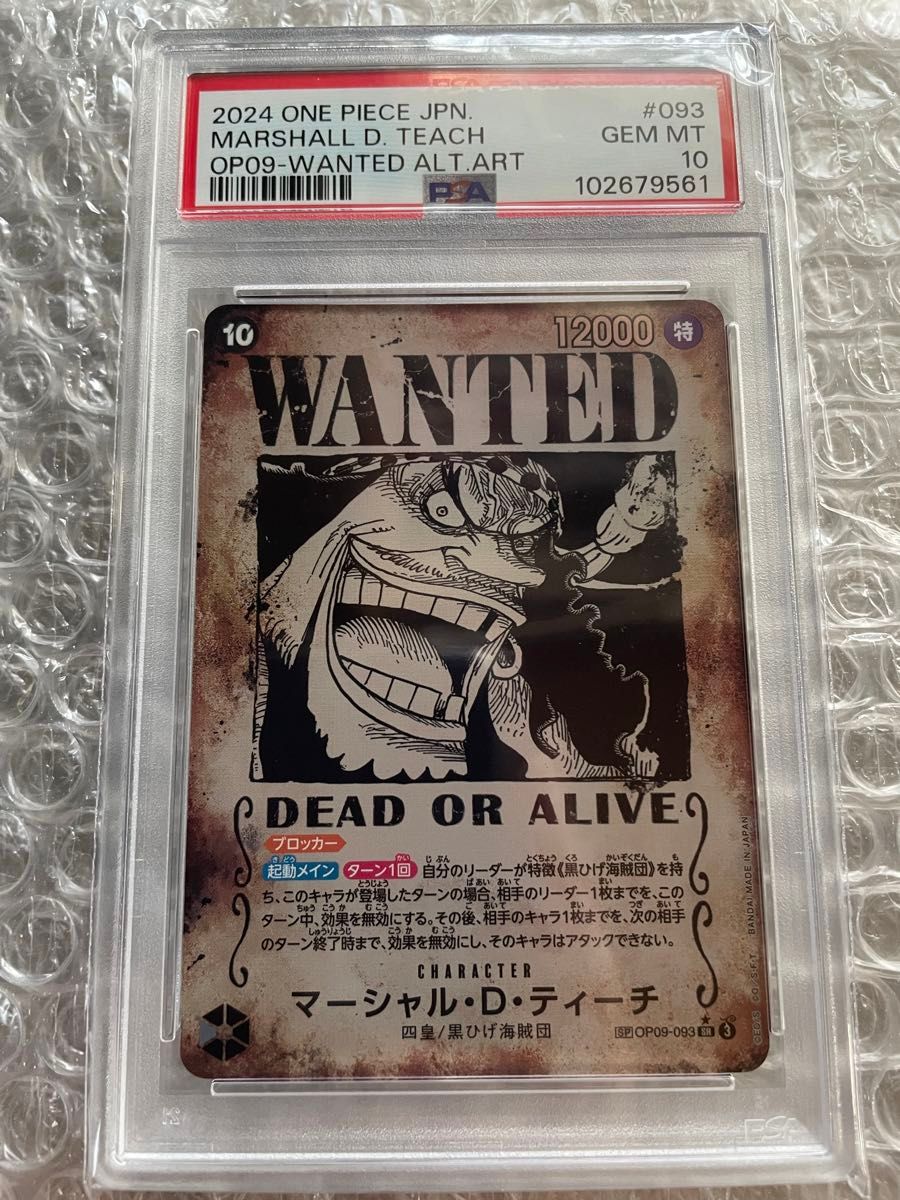 2024 ONE PIECE JPN. #093
MARSHALL D. TEACH GEM MT
OP09-WANTED ALT.ART 10
PSA 102679561
10 12000 特
WANTED
DEAD OR ALIVE
ブロッカー
起動メイン ターン1回 自分のリーダーが特徴《黒ひげ海賊団》を持
ち、このキャラが登場したターンの場合、相手のリーダー1枚までを、この
ターン中、効果を無効にする。その後、相手のキャラ1枚までを、次の相手
のターン終了時まで、効果を無効にし、そのキャラはアタックできない。
CHARACTER
マーシャル・D・ティーチ
四皇/黒ひげ海賊団
SP OP09-093 SR 3
BANDAI MADE IN JAPAN
PSA